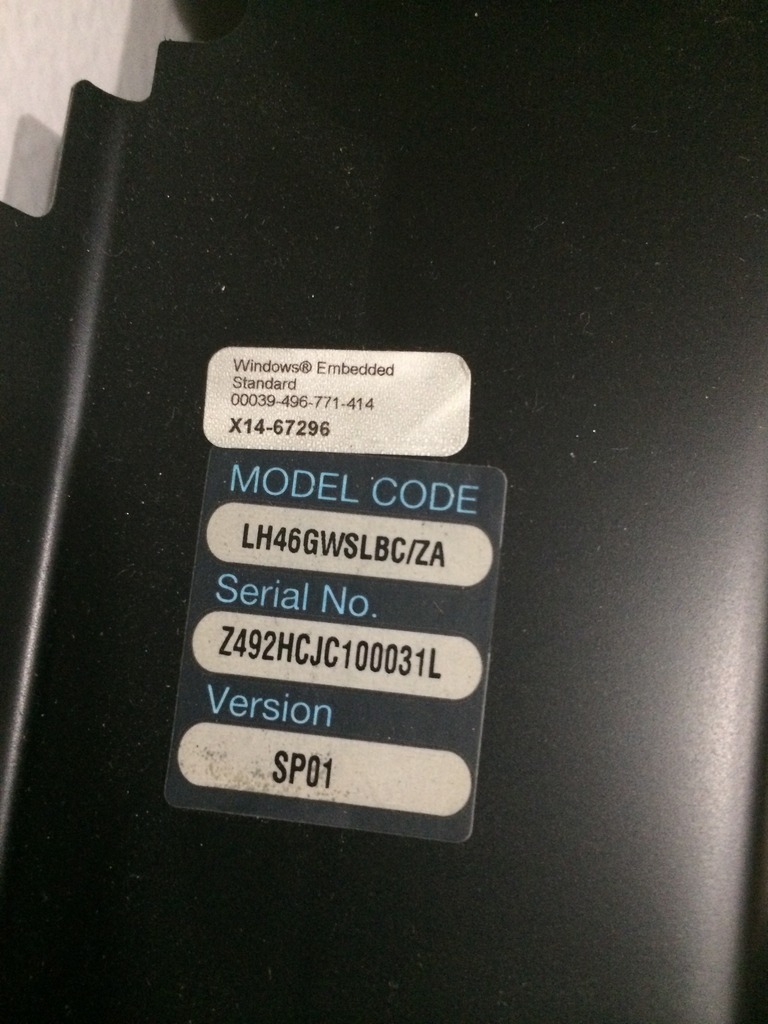 Windows® Embedded
Standard
00039-496-771-414
X14-67296
MODEL CODE
LH46GWSLBC/ZA
Serial No.
Z492HCJC100031L
Version
SP01